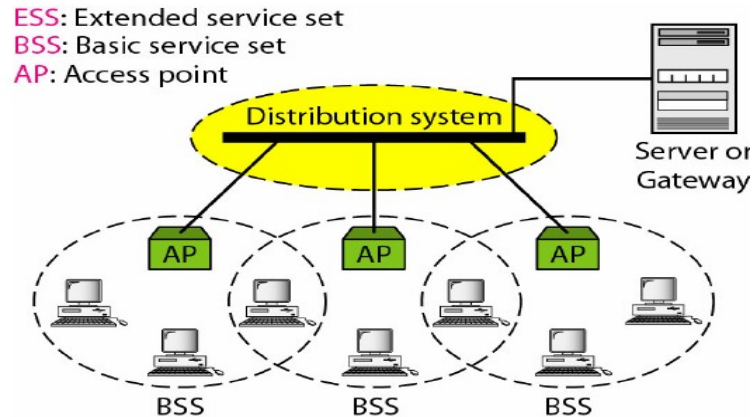 ESS: Extended service set
BSS: Basic service set
AP: Access point
Distribution system
Server or
Gateway
AP
AP
AP
BSS
BSS
BSS